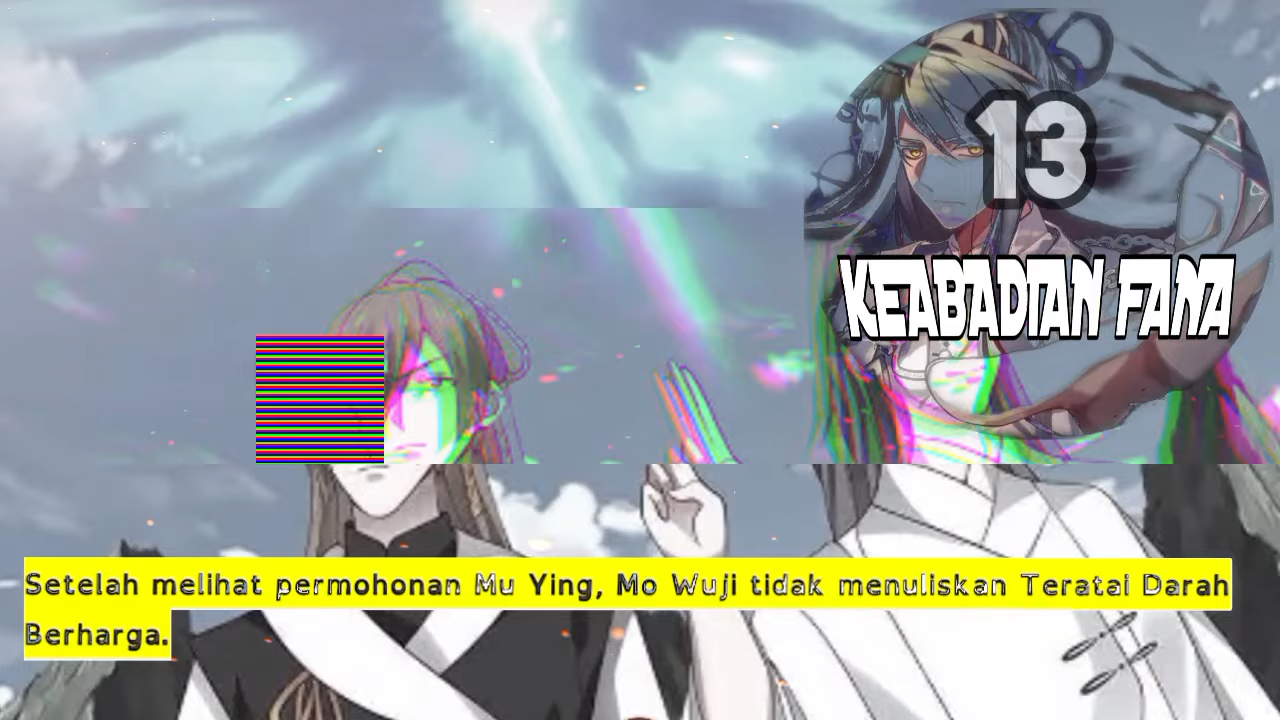 13
KEABADIAN FANA
Setelah melihat permohonan Mu Ying, Mo Wuji tidak menuliskan Teratai Darah
Berharga.